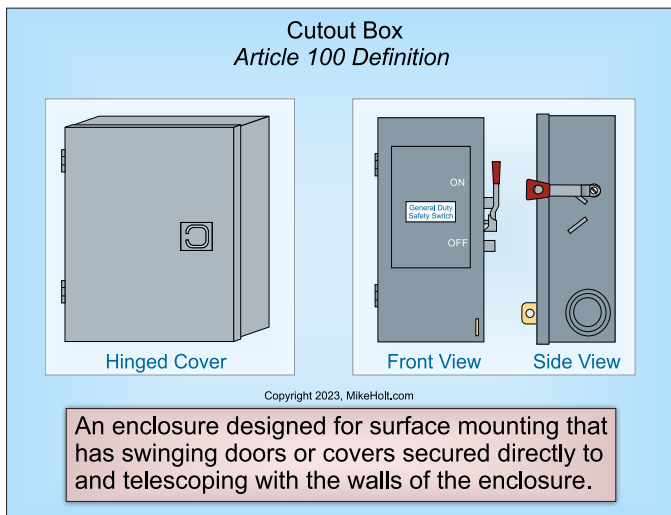 Cutout Box
Article 100 Definition
ON
General Duty
Safety Switch
OFF
Hinged Cover
Front View
Side View
Copyright 2023, MikeHolt.com
An enclosure designed for surface mounting that
has swinging doors or covers secured directly to
and telescoping with the walls of the enclosure.